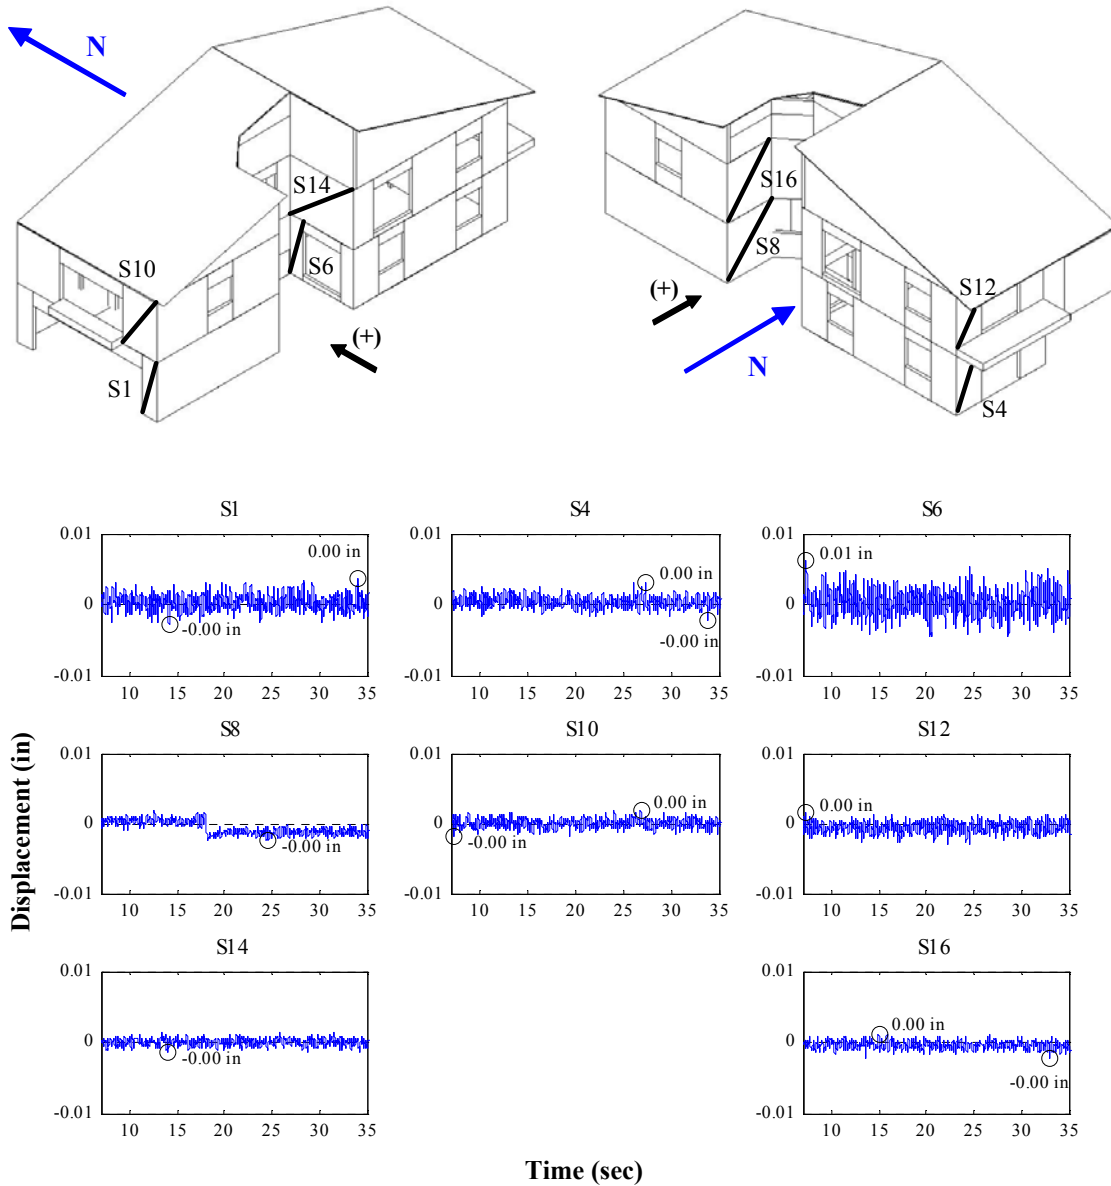 N
S14
S10
S6
(+)
S1
S16
S8
S12
(+)
N
S4
S1
S4
S6
0.01
0.00 in
0
-0.00 in
-0.01
10 15 20 25 30 35
0.01
0.00 in
0
-0.00 in
-0.01
10 15 20 25 30 35
0.01
0.01 in
0
-0.01
10 15 20 25 30 35
S8
S10
S12
0.01
0
-0.00 in
-0.01
10 15 20 25 30 35
0.01
0.00 in
0
-0.00 in
-0.01
10 15 20 25 30 35
0.01
0.00 in
0
-0.01
10 15 20 25 30 35
Displacement (in)
S14
S16
0.01
0
-0.00 in
-0.01
10 15 20 25 30 35
0.01
0.00 in
0
-0.00 in
-0.01
10 15 20 25 30 35
Time (sec)